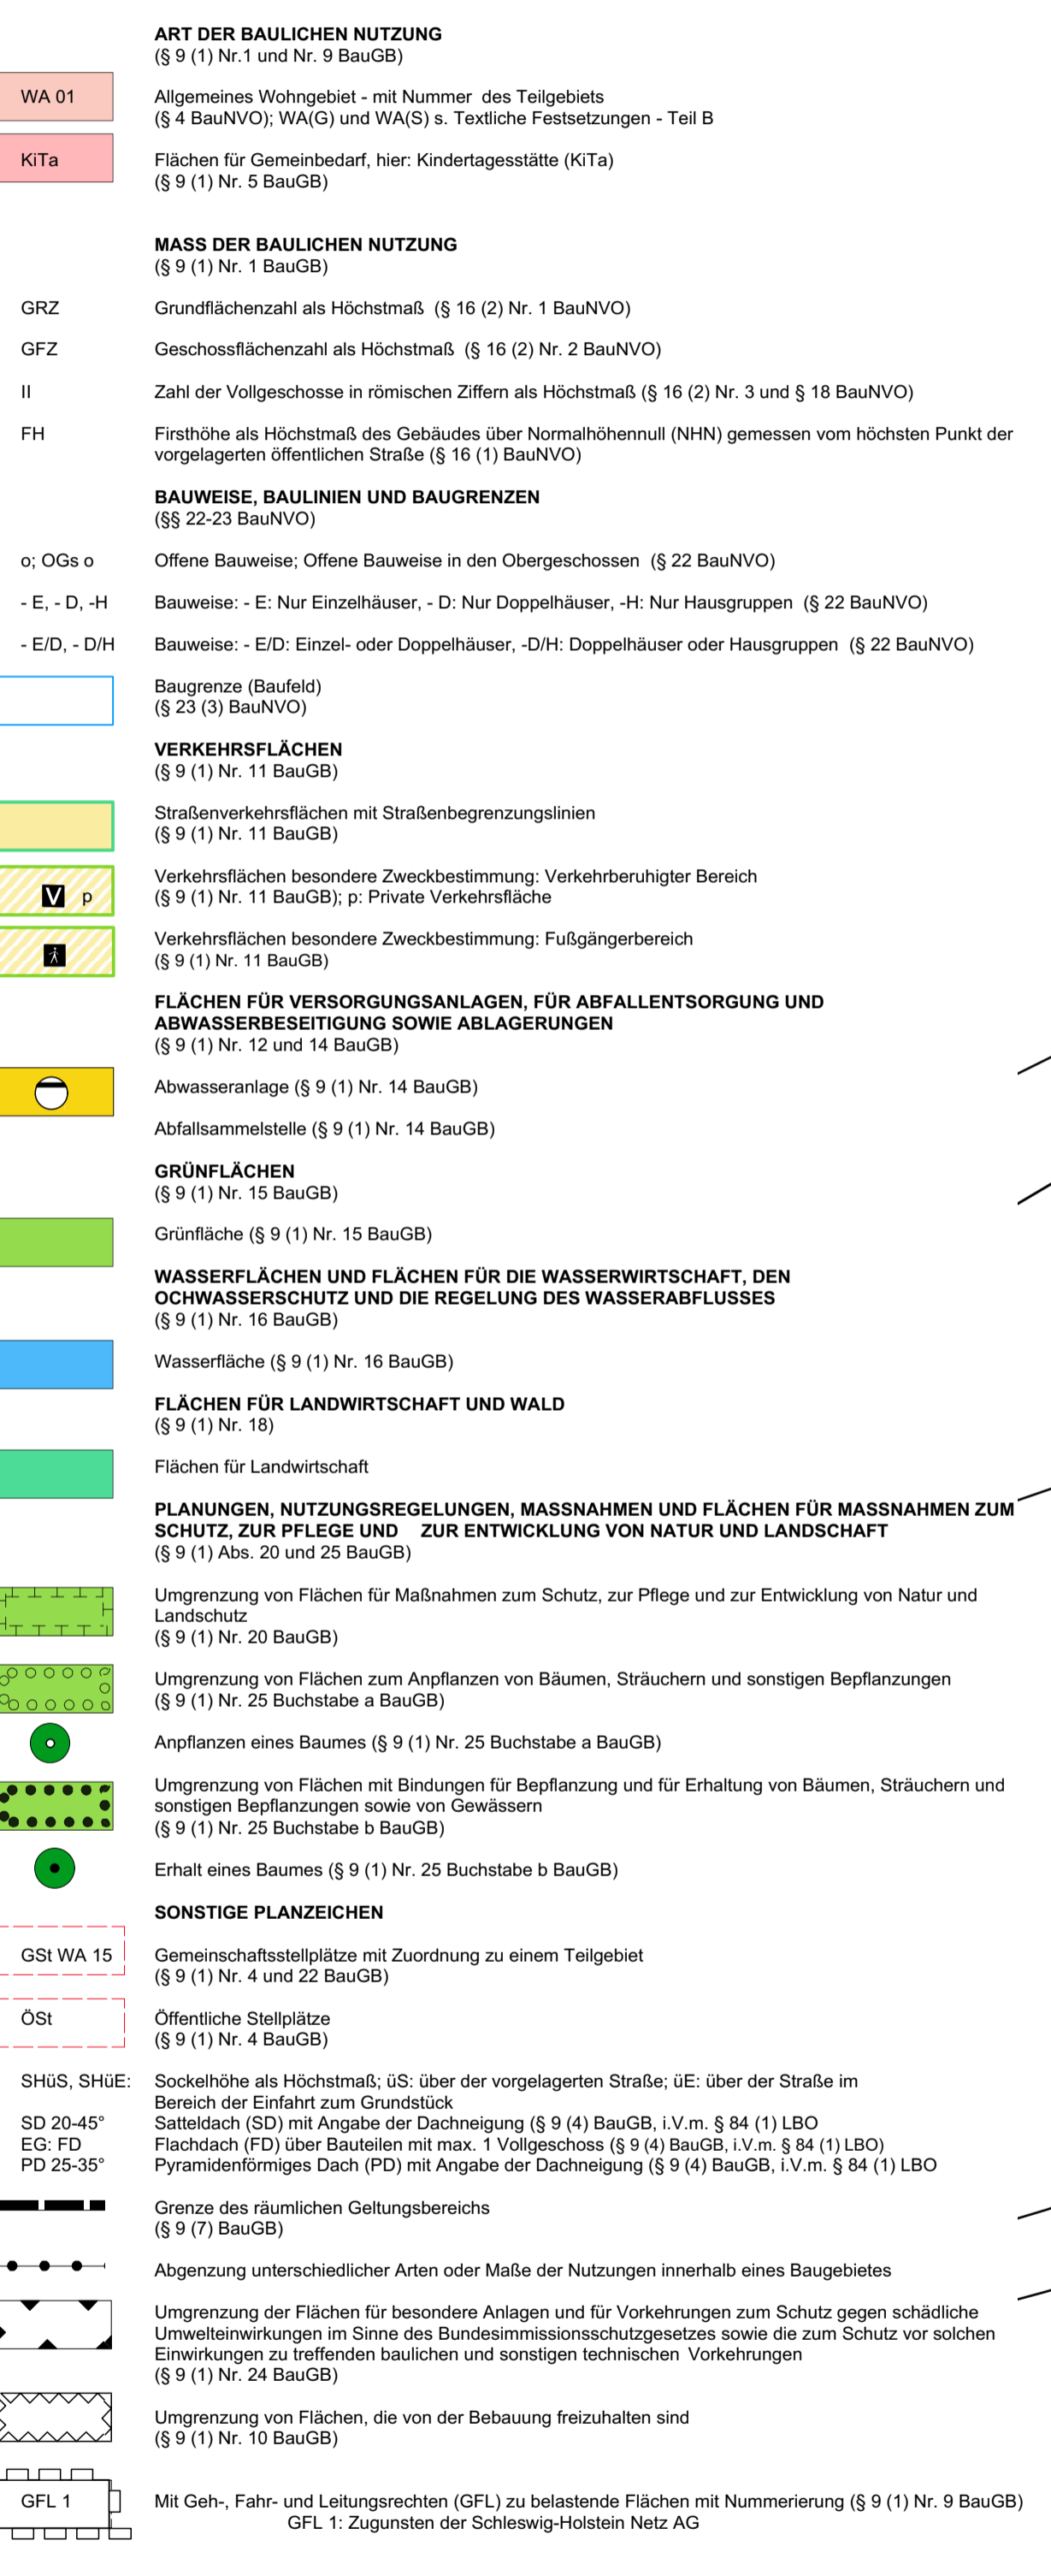 ART DER BAULICHEN NUTZUNG
(§ 9 (1) Nr.1 und Nr. 9 BauGB)
WA 01 Allgemeines Wohngebiet - mit Nummer des Teilgebiets
(§ 4 BauNVO); WA(G) und WA(S) s. Textliche Festsetzungen - Teil B
KiTa Flächen für Gemeinbedarf, hier: Kindertagesstätte (KiTa)
(§ 9 (1) Nr. 5 BauGB)
MASS DER BAULICHEN NUTZUNG
(§ 9 (1) Nr. 1 BauGB)
GRZ Grundflächenzahl als Höchstmaß (§ 16 (2) Nr. 1 BauNVO)
GFZ Geschossflächenzahl als Höchstmaß (§ 16 (2) Nr. 2 BauNVO)
II Zahl der Vollgeschosse in römischen Ziffern als Höchstmaß (§ 16 (2) Nr. 3 und § 18 BauNVO)
FH Firsthöhe als Höchstmaß des Gebäudes über Normalhöhennull (NHN) gemessen vom höchsten Punkt der
vorgelagerten öffentlichen Straße (§ 16 (1) BauNVO)
BAUWEISE, BAULINIEN UND BAUGRENZEN
(§§ 22-23 BauNVO)
o; OGs o Offene Bauweise; Offene Bauweise in den Obergeschossen (§ 22 BauNVO)
- E, - D, -H Bauweise: - E: Nur Einzelhäuser, - D: Nur Doppelhäuser, -H: Nur Hausgruppen (§ 22 BauNVO)
- E/D, - D/H Bauweise: - E/D: Einzel- oder Doppelhäuser, -D/H: Doppelhäuser oder Hausgruppen (§ 22 BauNVO)
Baugrenze (Baufeld)
(§ 23 (3) BauNVO)
VERKEHRSFLÄCHEN
(§ 9 (1) Nr. 11 BauGB)
Straßenverkehrsflächen mit Straßenbegrenzungslinien
(§ 9 (1) Nr. 11 BauGB)
Verkehrsflächen besondere Zweckbestimmung: Verkehrberuhigter Bereich
V p (§ 9 (1) Nr. 11 BauGB); p: Private Verkehrsfläche
Verkehrsflächen besondere Zweckbestimmung: Fußgängerbereich
(§ 9 (1) Nr. 11 BauGB)
FLÄCHEN FÜR VERSORGUNGSANLAGEN, FÜR ABFALLENTSORGUNG UND
ABWASSERBESEITIGUNG SOWIE ABLAGERUNGEN
(§ 9 (1) Nr. 12 und 14 BauGB)
Abwasseranlage (§ 9 (1) Nr. 14 BauGB)
Abfallsammelstelle (§ 9 (1) Nr. 14 BauGB)
GRÜNFLÄCHEN
(§ 9 (1) Nr. 15 BauGB)
Grünfläche (§ 9 (1) Nr. 15 BauGB)
WASSERFLÄCHEN UND FLÄCHEN FÜR DIE WASSERWIRTSCHAFT, DEN
OCHWASSERSCHUTZ UND DIE REGELUNG DES WASSERABFLUSSES
(§ 9 (1) Nr. 16 BauGB)
Wasserfläche (§ 9 (1) Nr. 16 BauGB)
FLÄCHEN FÜR LANDWIRTSCHAFT UND WALD
(§ 9 (1) Nr. 18)
Flächen für Landwirtschaft
PLANUNGEN, NUTZUNGSREGELUNGEN, MASSNAHMEN UND FLÄCHEN FÜR MASSNAHMEN ZUM
SCHUTZ, ZUR PFLEGE UND ZUR ENTWICKLUNG VON NATUR UND LANDSCHAFT
(§ 9 (1) Abs. 20 und 25 BauGB)
Umgrenzung von Flächen für Maßnahmen zum Schutz, zur Pflege und zur Entwicklung von Natur und
Landschutz
(§ 9 (1) Nr. 20 BauGB)
Umgrenzung von Flächen zum Anpflanzen von Bäumen, Sträuchern und sonstigen Bepflanzungen
(§ 9 (1) Nr. 25 Buchstabe a BauGB)
Anpflanzen eines Baumes (§ 9 (1) Nr. 25 Buchstabe a BauGB)
Umgrenzung von Flächen mit Bindungen für Bepflanzung und für Erhaltung von Bäumen, Sträuchern und
sonstigen Bepflanzungen sowie von Gewässern
(§ 9 (1) Nr. 25 Buchstabe b BauGB)
Erhalt eines Baumes (§ 9 (1) Nr. 25 Buchstabe b BauGB)
SONSTIGE PLANZEICHEN
GSt WA 15 Gemeinschaftsstellplätze mit Zuordnung zu einem Teilgebiet
(§ 9 (1) Nr. 4 und 22 BauGB)
ÖSt Öffentliche Stellplätze
(§ 9 (1) Nr. 4 BauGB)
SHüS, SHüE: Sockelhöhe als Höchstmaß; üS: über der vorgelagerten Straße; üE: über der Straße im
Bereich der Einfahrt zum Grundstück
SD 20-45° Satteldach (SD) mit Angabe der Dachneigung (§ 9 (4) BauGB, i.V.m. § 84 (1) LBO
EG: FD Flachdach (FD) über Bauteilen mit max. 1 Vollgeschoss (§ 9 (4) BauGB, i.V.m. § 84 (1) LBO)
PD 25-35° Pyramidenförmiges Dach (PD) mit Angabe der Dachneigung (§ 9 (4) BauGB, i.V.m. § 84 (1) LBO
Grenze des räumlichen Geltungsbereichs
(§ 9 (7) BauGB)
Abgenzung unterschiedlicher Arten oder Maße der Nutzungen innerhalb eines Baugebietes
Umgrenzung der Flächen für besondere Anlagen und für Vorkehrungen zum Schutz gegen schädliche
Umwelteinwirkungen im Sinne des Bundesimmissionsschutzgesetzes sowie die zum Schutz vor solchen
Einwirkungen zu treffenden baulichen und sonstigen technischen Vorkehrungen
(§ 9 (1) Nr. 24 BauGB)
Umgrenzung von Flächen, die von der Bebauung freizuhalten sind
(§ 9 (1) Nr. 10 BauGB)
GFL 1 Mit Geh-, Fahr- und Leitungsrechten (GFL) zu belastende Flächen mit Nummerierung (§ 9 (1) Nr. 9 BauGB)
GFL 1: Zugunsten der Schleswig-Holstein Netz AG